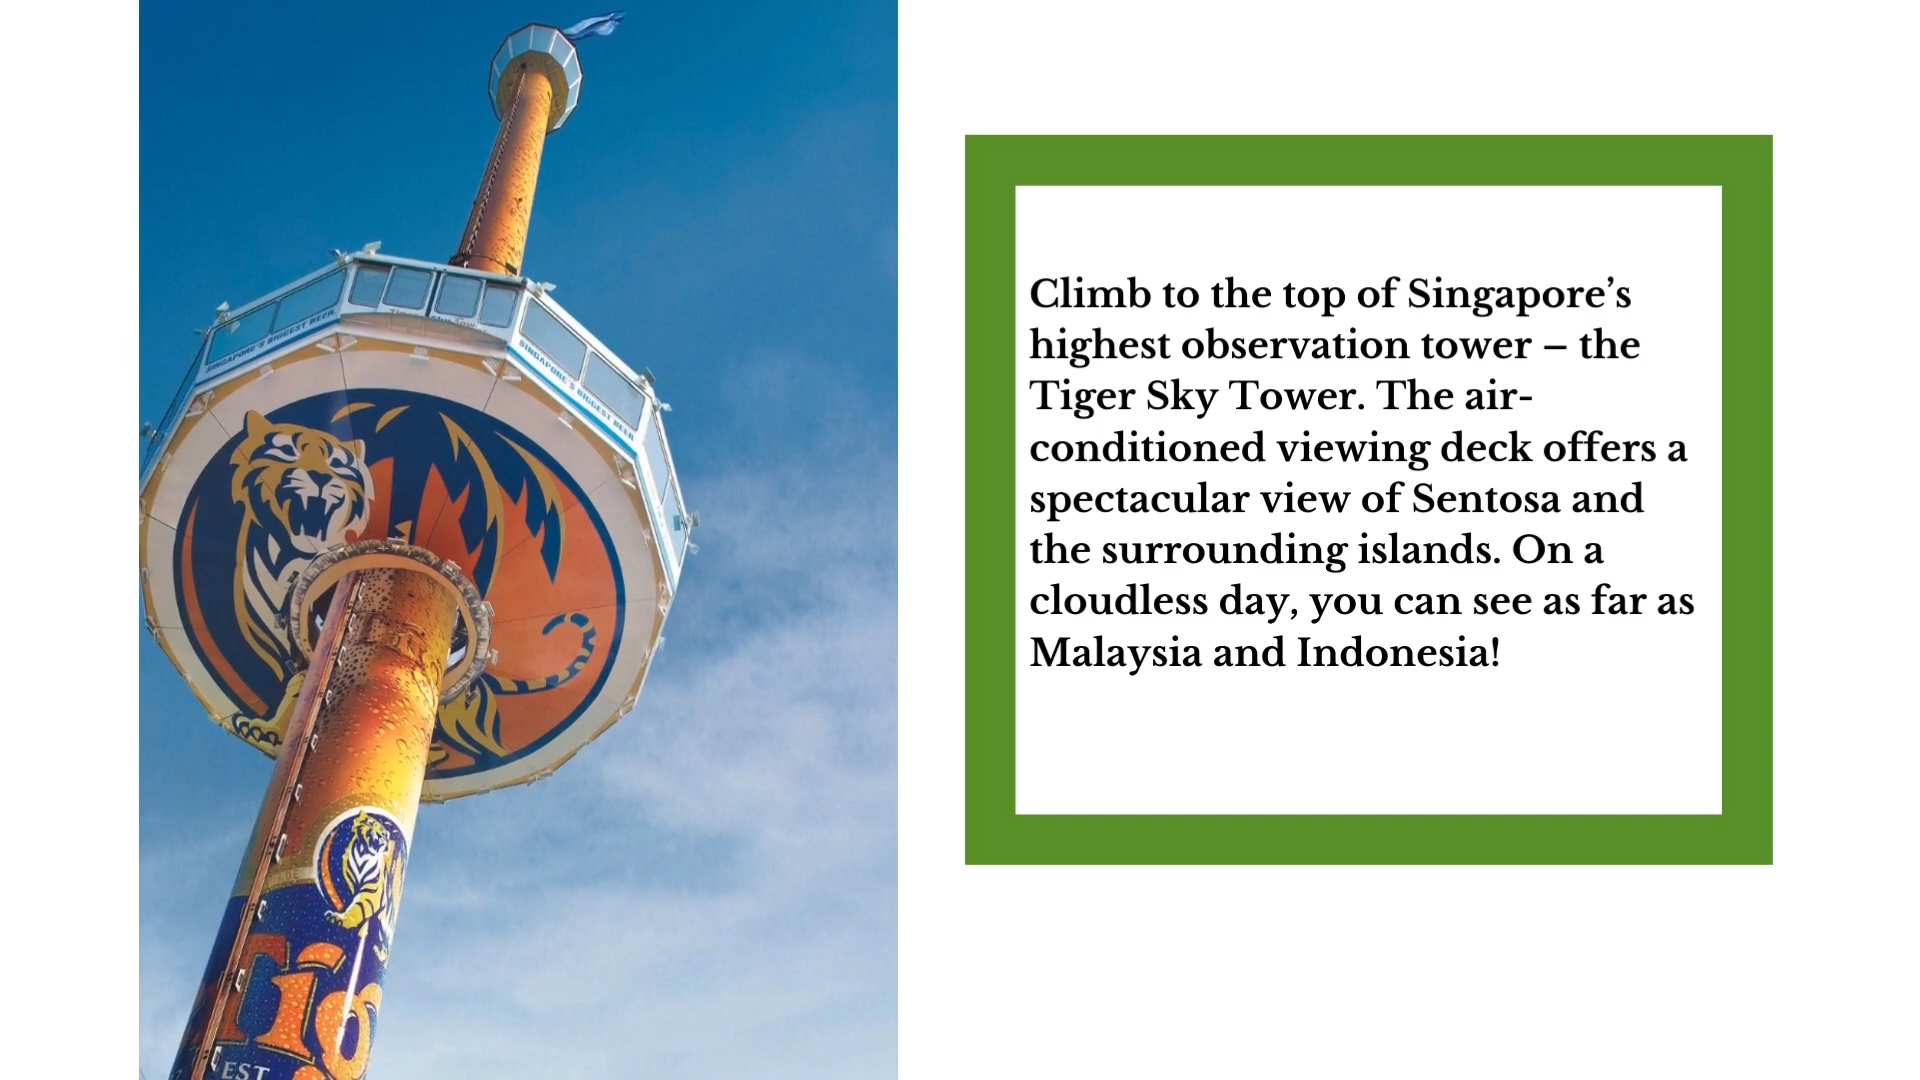 SINGAPORE'S BIGGEST BEER
SINGAPORE'S BIGGEST BEER
Climb to the top of Singapore’s
highest observation tower – the
Tiger Sky Tower. The air-
conditioned viewing deck offers a
spectacular view of Sentosa and
the surrounding islands. On a
cloudless day, you can see as far as
Malaysia and Indonesia!
EST